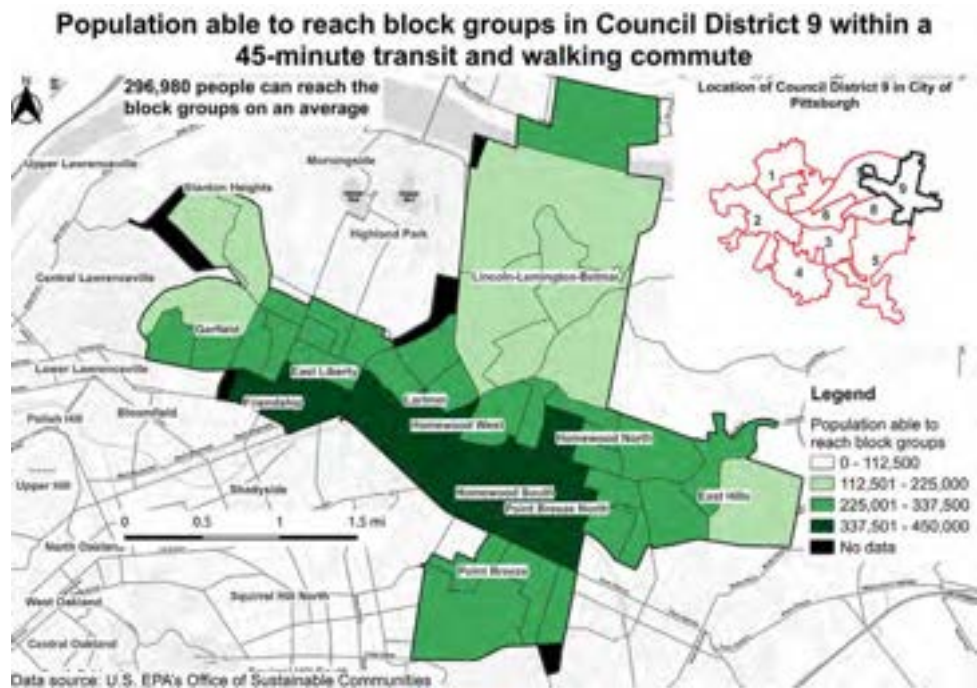 Population able to reach block groups in Council District 9 within a
45-minute transit and walking commute
N
296,980 people can reach the
block groups on an average
Location of Council District 9 in City of
Pittsburgh
Upper Lawrenceville
Morningside
Stanton Heights
Highland Park
Central Lawrenceville
Lincoln-Lemington-Belmar
1
2
3
4
5
6
8
9
Garfield
Lower Lawrenceville
East Liberty
Larimer
Friendship
Polish Hill
Bloomfield
Homewood West
Homewood North
Upper Hill
Shadyside
Homewood South
Point Breeze North
East Hills
0 0.5 1 1.5 mi
North Oakland
Point Breeze
West Oakland
Squirrel Hill North
Central Oakland
Squirrel Hill South
Legend
Population able to
reach block groups
0 - 112,500
112,501 - 225,000
225,001 - 337,500
337,501 - 450,000
No data
Data source: U.S. EPA's Office of Sustainable Communities